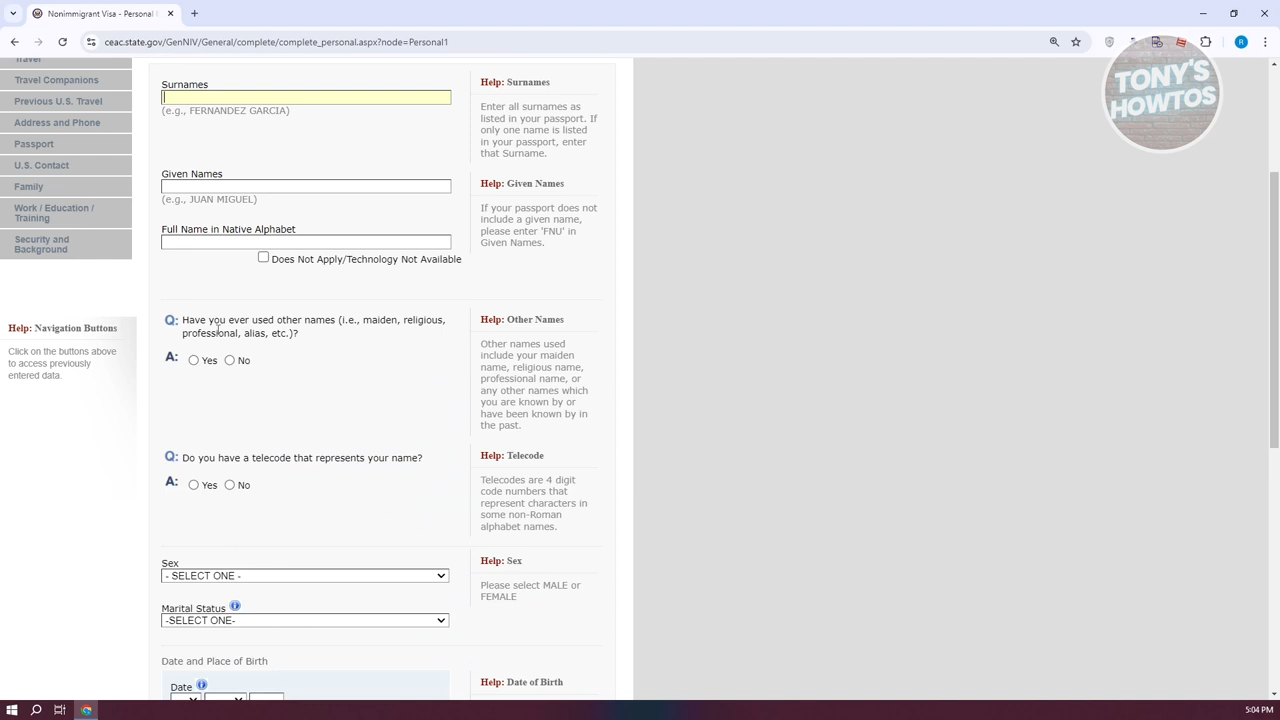 Nonimmigrant Visa - Personal I
ceac.state.gov/GenNIV/General/complete/complete_personal.aspx?node=Personal1
R
TONY'S
HOWTOS
Travel
Travel Companions
Previous U.S. Travel
Address and Phone
Passport
U.S. Contact
Family
Work / Education /
Training
Security and
Background
Help: Navigation Buttons
Click on the buttons above
to access previously
entered data.
Surnames
(e.g., FERNANDEZ GARCIA)
Given Names
(e.g., JUAN MIGUEL)
Full Name in Native Alphabet
Does Not Apply/Technology Not Available
Q: Have you ever used other names (i.e., maiden, religious,
professional, alias, etc.)?
A: Yes No
Q: Do you have a telecode that represents your name?
A: Yes No
Sex
- SELECT ONE -
Marital Status
-SELECT ONE-
Date and Place of Birth
Date
Help: Surnames
Enter all surnames as
listed in your passport. If
only one name is listed
in your passport, enter
that Surname.
Help: Given Names
If your passport does not
include a given name,
please enter 'FNU' in
Given Names.
Help: Other Names
Other names used
include your maiden
name, religious name,
professional name, or
any other names which
you are known by or
have been known by in
the past.
Help: Telecode
Telecodes are 4 digit
code numbers that
represent characters in
some non-Roman
alphabet names.
Help: Sex
Please select MALE or
FEMALE
Help: Date of Birth
5:04 PM